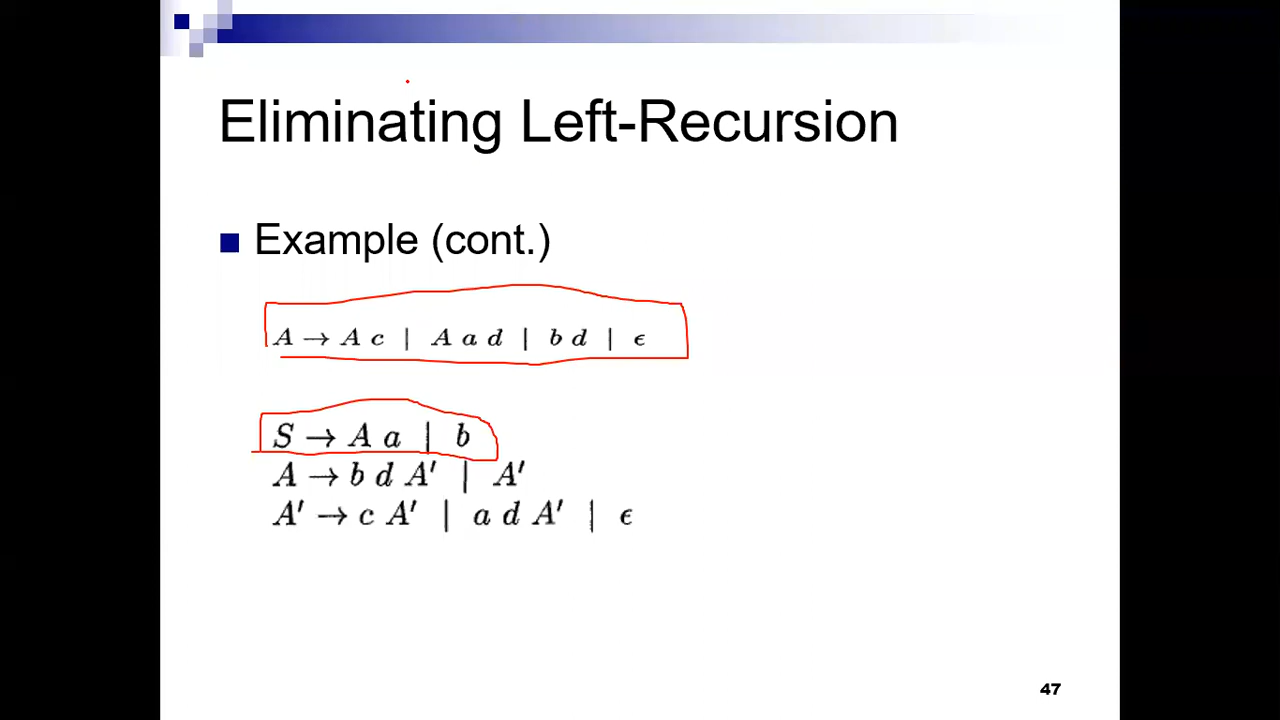 Eliminating Left-Recursion
Example (cont.)
A → A c | A a d | b d | ϵ
S → A a | b
A → b d A′ | A′
A′ → c A′ | a d A′ | ϵ
47